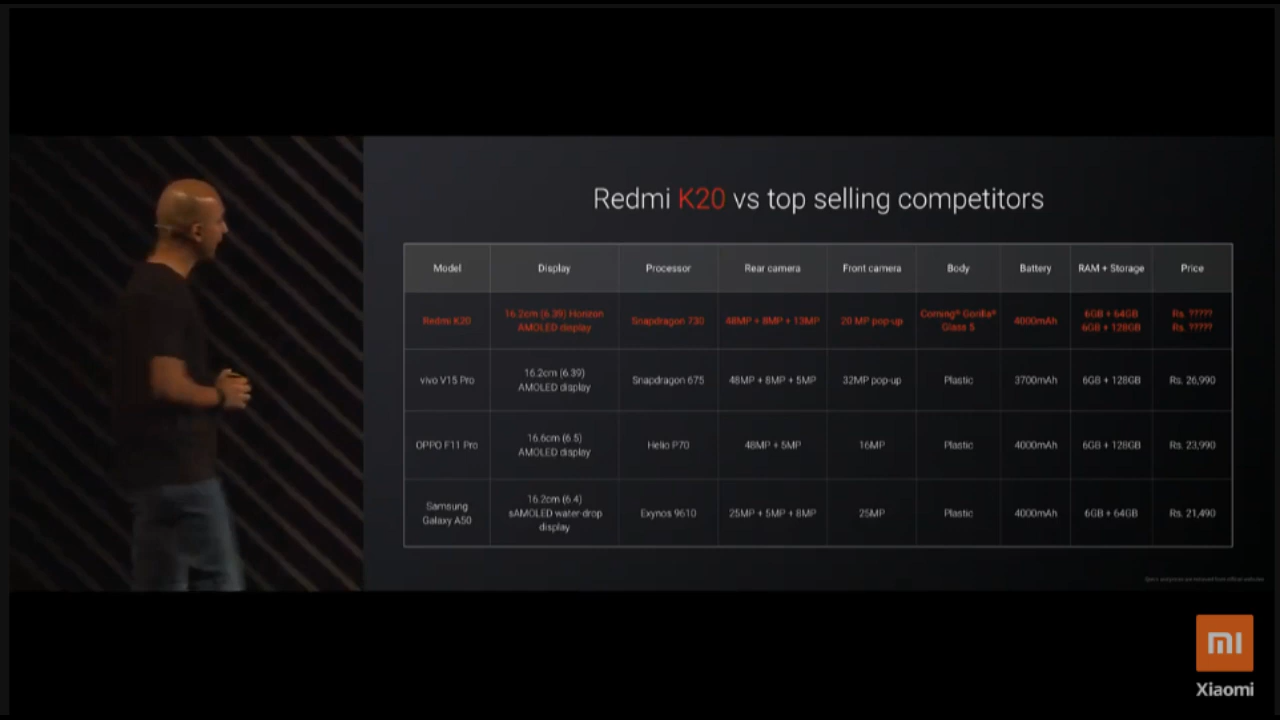 Redmi K20 vs top selling competitors
Model Display Processor Rear camera Front camera Body Battery RAM + Storage Price
Redmi K20 16.2cm (6.39) Horizon AMOLED display Snapdragon 730 48MP + 8MP + 13MP 20 MP pop-up Corning® Gorilla® Glass 5 4000mAh 6GB + 64GB 6GB + 128GB Rs. ????? Rs. ?????
vivo V15 Pro 16.2cm (6.39) AMOLED display Snapdragon 675 48MP + 8MP + 5MP 32MP pop-up Plastic 3700mAh 6GB + 128GB Rs. 26,990
OPPO F11 Pro 16.6cm (6.5) AMOLED display Helio P70 48MP + 5MP 16MP Plastic 4000mAh 6GB + 128GB Rs. 23,990
Samsung Galaxy A50 16.2cm (6.4) sAMOLED water-drop display Exynos 9610 25MP + 5MP + 8MP 25MP Plastic 4000mAh 6GB + 64GB Rs. 21,490
mi
Xiaomi